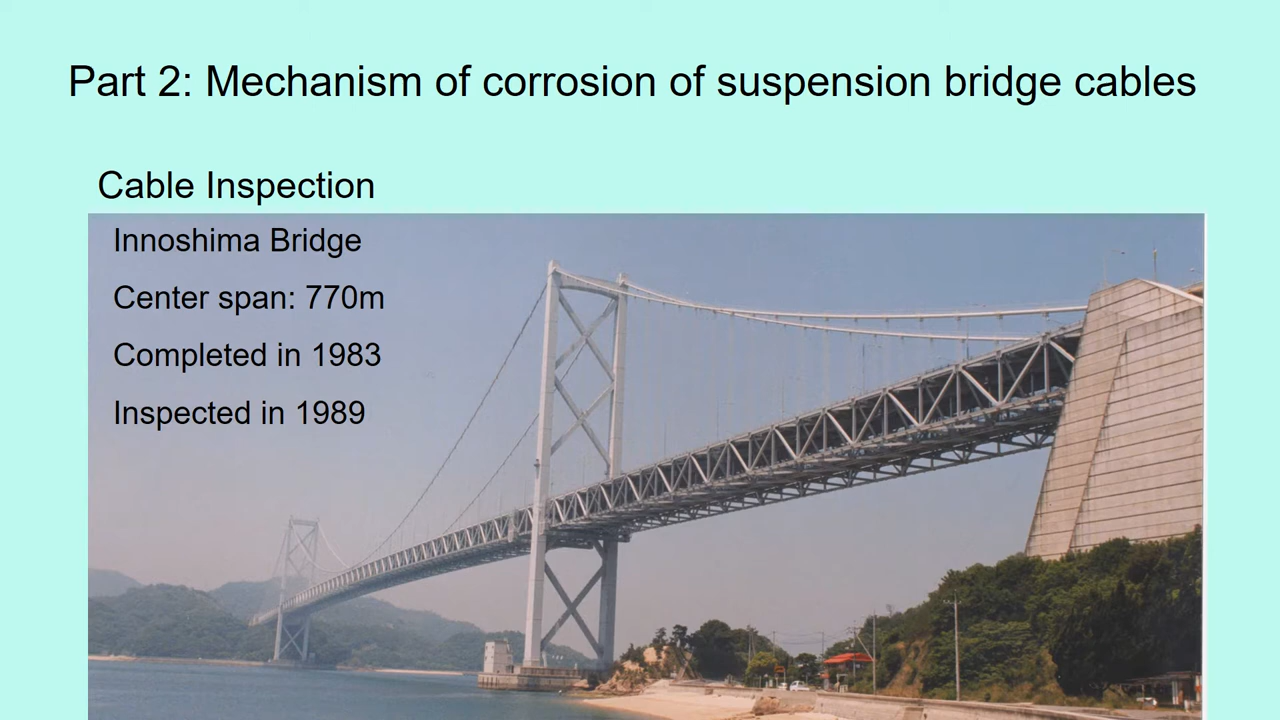 Part 2: Mechanism of corrosion of suspension bridge cables
Cable Inspection
Innoshima Bridge
Center span: 770m
Completed in 1983
Inspected in 1989